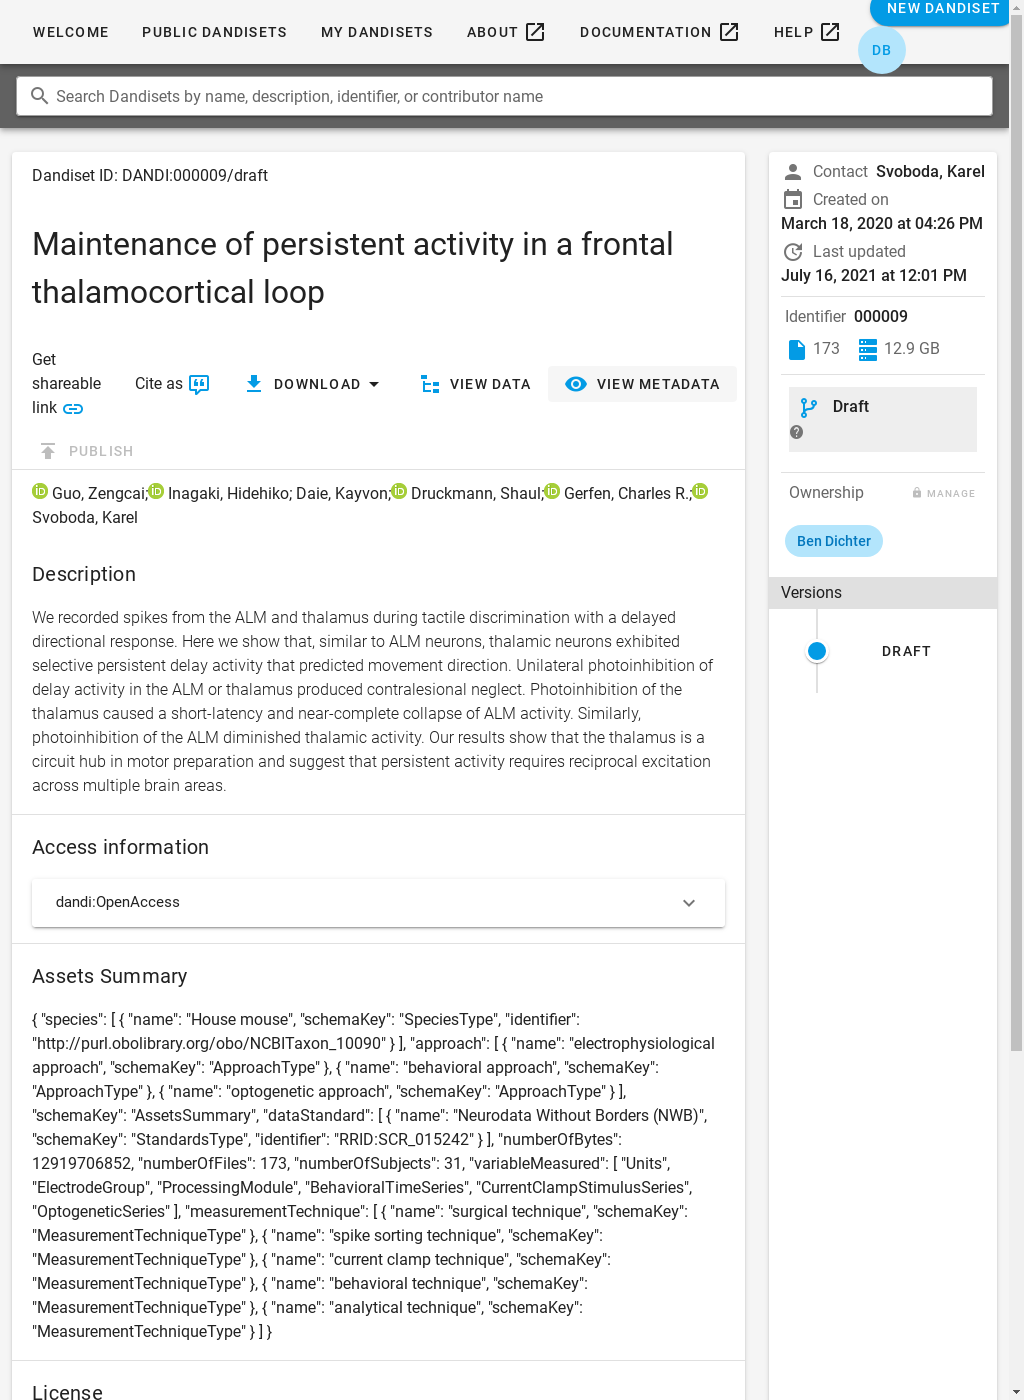 WELCOME
PUBLIC DANDISETS
MY DANDISETS
ABOUT
DOCUMENTATION
HELP
NEW DANDISET
DB
Search Dandisets by name, description, identifier, or contributor name
Dandiset ID: DANDI:000009/draft
Maintenance of persistent activity in a frontal
thalamocortical loop
Get
shareable
link
Cite as
DOWNLOAD
VIEW DATA
VIEW METADATA
PUBLISH
iD Guo, Zengcai; iD Inagaki, Hidehiko; Daie, Kayvon; iD Druckmann, Shaul; iD Gerfen, Charles R.; iD
Svoboda, Karel
Description
We recorded spikes from the ALM and thalamus during tactile discrimination with a delayed
directional response. Here we show that, similar to ALM neurons, thalamic neurons exhibited
selective persistent delay activity that predicted movement direction. Unilateral photoinhibition of
delay activity in the ALM or thalamus produced contralesional neglect. Photoinhibition of the
thalamus caused a short-latency and near-complete collapse of ALM activity. Similarly,
photoinhibition of the ALM diminished thalamic activity. Our results show that the thalamus is a
circuit hub in motor preparation and suggest that persistent activity requires reciprocal excitation
across multiple brain areas.
Access information
dandi:OpenAccess
Assets Summary
{ "species": [ { "name": "House mouse", "schemaKey": "SpeciesType", "identifier":
"http://purl.obolibrary.org/obo/NCBITaxon_10090" } ], "approach": [ { "name": "electrophysiological
approach", "schemaKey": "ApproachType" }, { "name": "behavioral approach", "schemaKey":
"ApproachType" }, { "name": "optogenetic approach", "schemaKey": "ApproachType" } ],
"schemaKey": "AssetsSummary", "dataStandard": [ { "name": "Neurodata Without Borders (NWB)",
"schemaKey": "StandardsType", "identifier": "RRID:SCR_015242" } ], "numberOfBytes":
12919706852, "numberOfFiles": 173, "numberOfSubjects": 31, "variableMeasured": [ "Units",
"ElectrodeGroup", "ProcessingModule", "BehavioralTimeSeries", "CurrentClampStimulusSeries",
"OptogeneticSeries" ], "measurementTechnique": [ { "name": "surgical technique", "schemaKey":
"MeasurementTechniqueType" }, { "name": "spike sorting technique", "schemaKey":
"MeasurementTechniqueType" }, { "name": "current clamp technique", "schemaKey":
"MeasurementTechniqueType" }, { "name": "behavioral technique", "schemaKey":
"MeasurementTechniqueType" }, { "name": "analytical technique", "schemaKey":
"MeasurementTechniqueType" } ] }
License
Contact Svoboda, Karel
Created on
March 18, 2020 at 04:26 PM
Last updated
July 16, 2021 at 12:01 PM
Identifier 000009
173
12.9 GB
Draft
Ownership
MANAGE
Ben Dichter
Versions
DRAFT